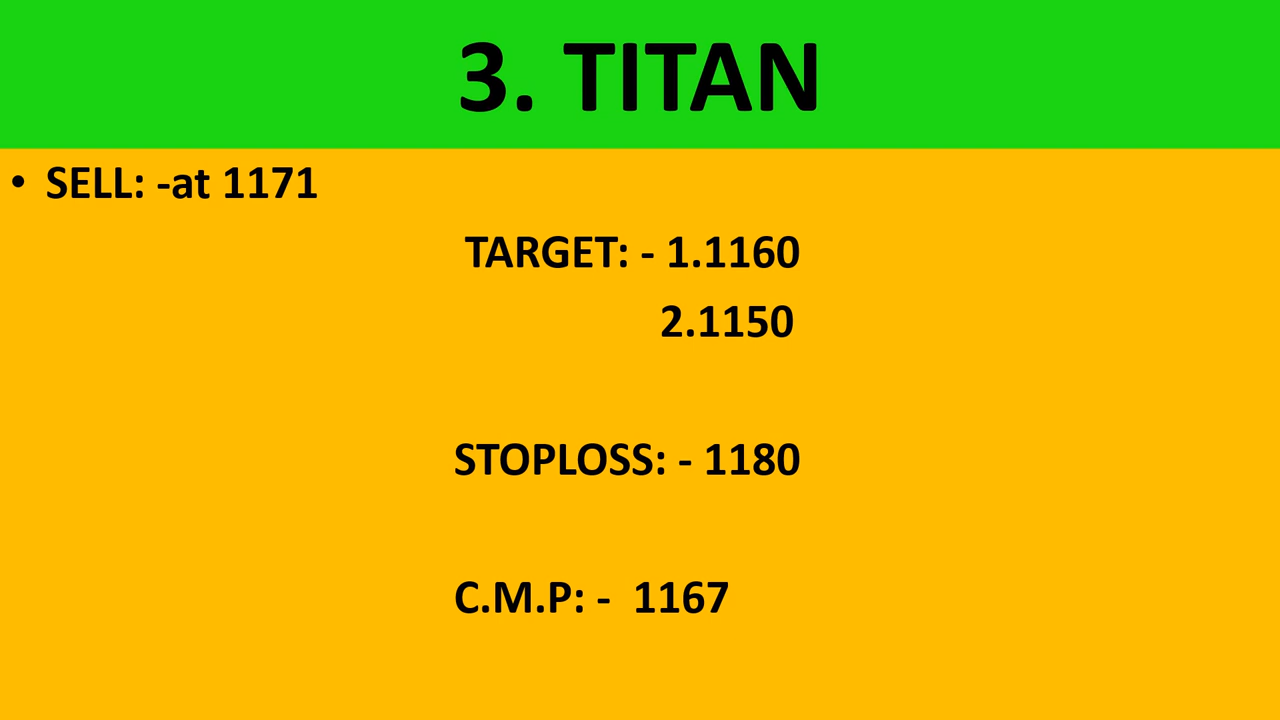 3. TITAN
• SELL: -at 1171
TARGET: - 1.1160
2.1150
STOPLOSS: - 1180
C.M.P: - 1167